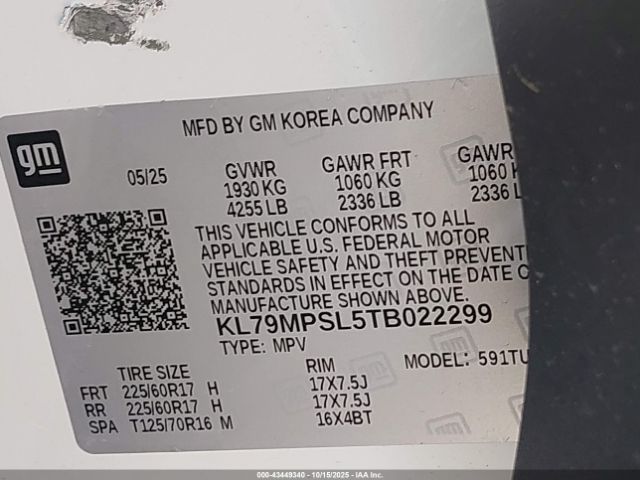 MFD BY GM KOREA COMPANY
gm
05/25 GVWR GAWR FRT GAWR
1930 KG 1060 KG 1060
4255 LB 2336 LB 2336 L
THIS VEHICLE CONFORMS TO ALL
APPLICABLE U.S. FEDERAL MOTOR
VEHICLE SAFETY AND THEFT PREVENTI
STANDARDS IN EFFECT ON THE DATE
MANUFACTURE SHOWN ABOVE.
KL79MPSL5TB022299
TYPE: MPV MODEL: 591TU
TIRE SIZE RIM
FRT 225/60R17 H 17X7.5J
RR 225/60R17 H 17X7.5J
SPA T125/70R16 M 16X4BT
000-43449340 - 10/15/2025 - IAAT